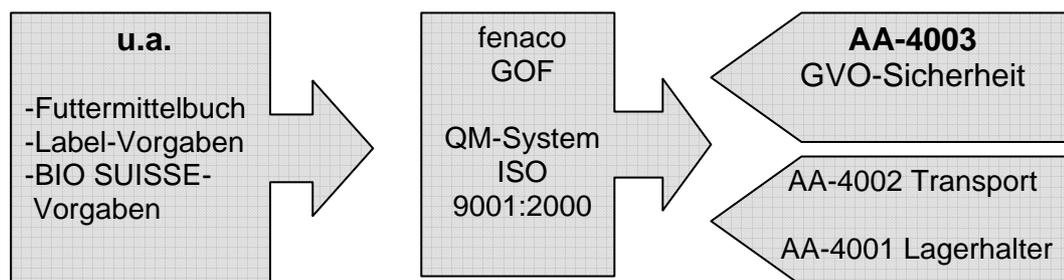 u.a.
-Futtermittelbuch
-Label-Vorgaben
-BIO SUISSE-
Vorgaben
fenaco
GOF
QM-System
ISO
9001:2000
AA-4003
GVO-Sicherheit
AA-4002 Transport
AA-4001 Lagerhalter